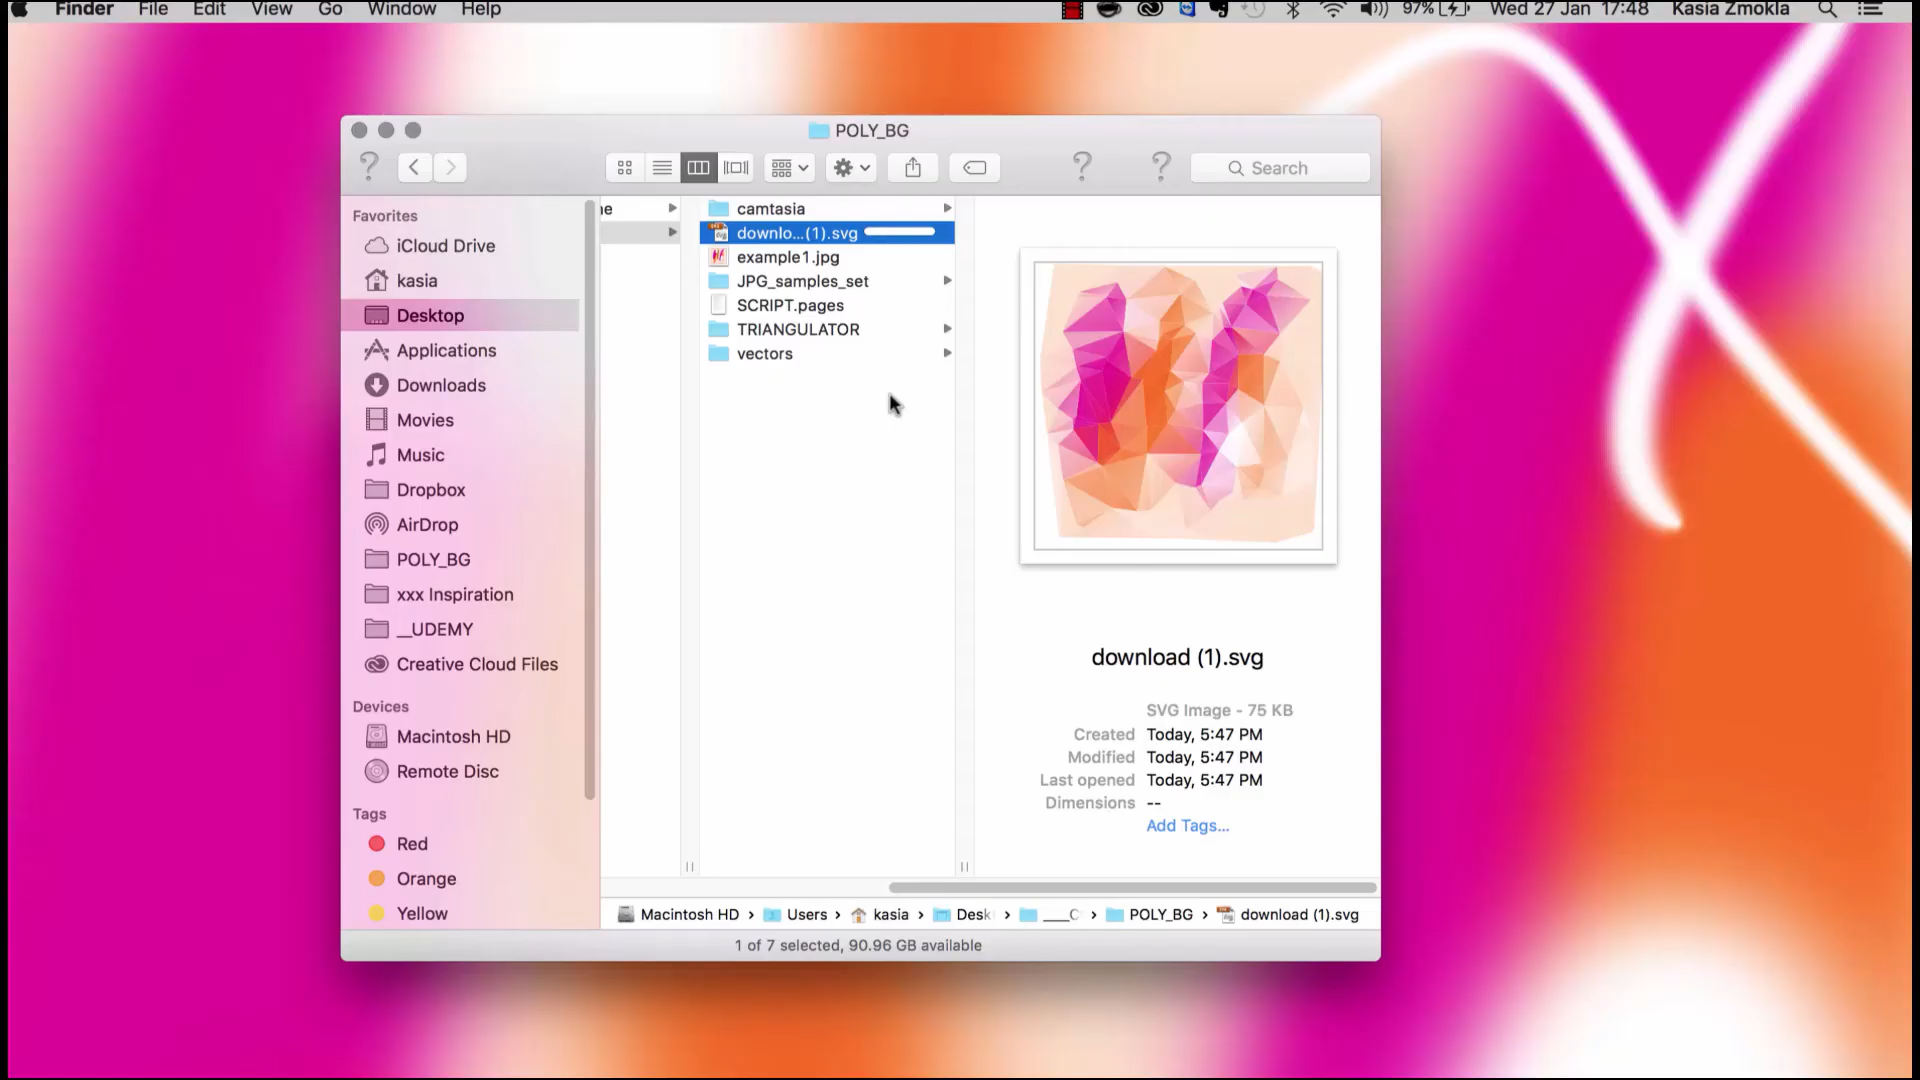 Finder File Edit View Go Window Help 97% Wed 27 Jan 17:48 Kasia Zmokla
POLY_BG
Search
Favorites
iCloud Drive
kasia
Desktop
Applications
Downloads
Movies
Music
Dropbox
AirDrop
POLY_BG
xxx Inspiration
__UDEMY
Creative Cloud Files
Devices
Macintosh HD
Remote Disc
Tags
Red
Orange
Yellow
ne
camtasia
downlo...(1).svg
example1.jpg
JPG_samples_set
SCRIPT.pages
TRIANGULATOR
vectors
download (1).svg
SVG Image - 75 KB
Created Today, 5:47 PM
Modified Today, 5:47 PM
Last opened Today, 5:47 PM
Dimensions --
Add Tags...
Macintosh HD › Users › kasia › Desk › ___C › POLY_BG › download (1).svg
1 of 7 selected, 90.96 GB available